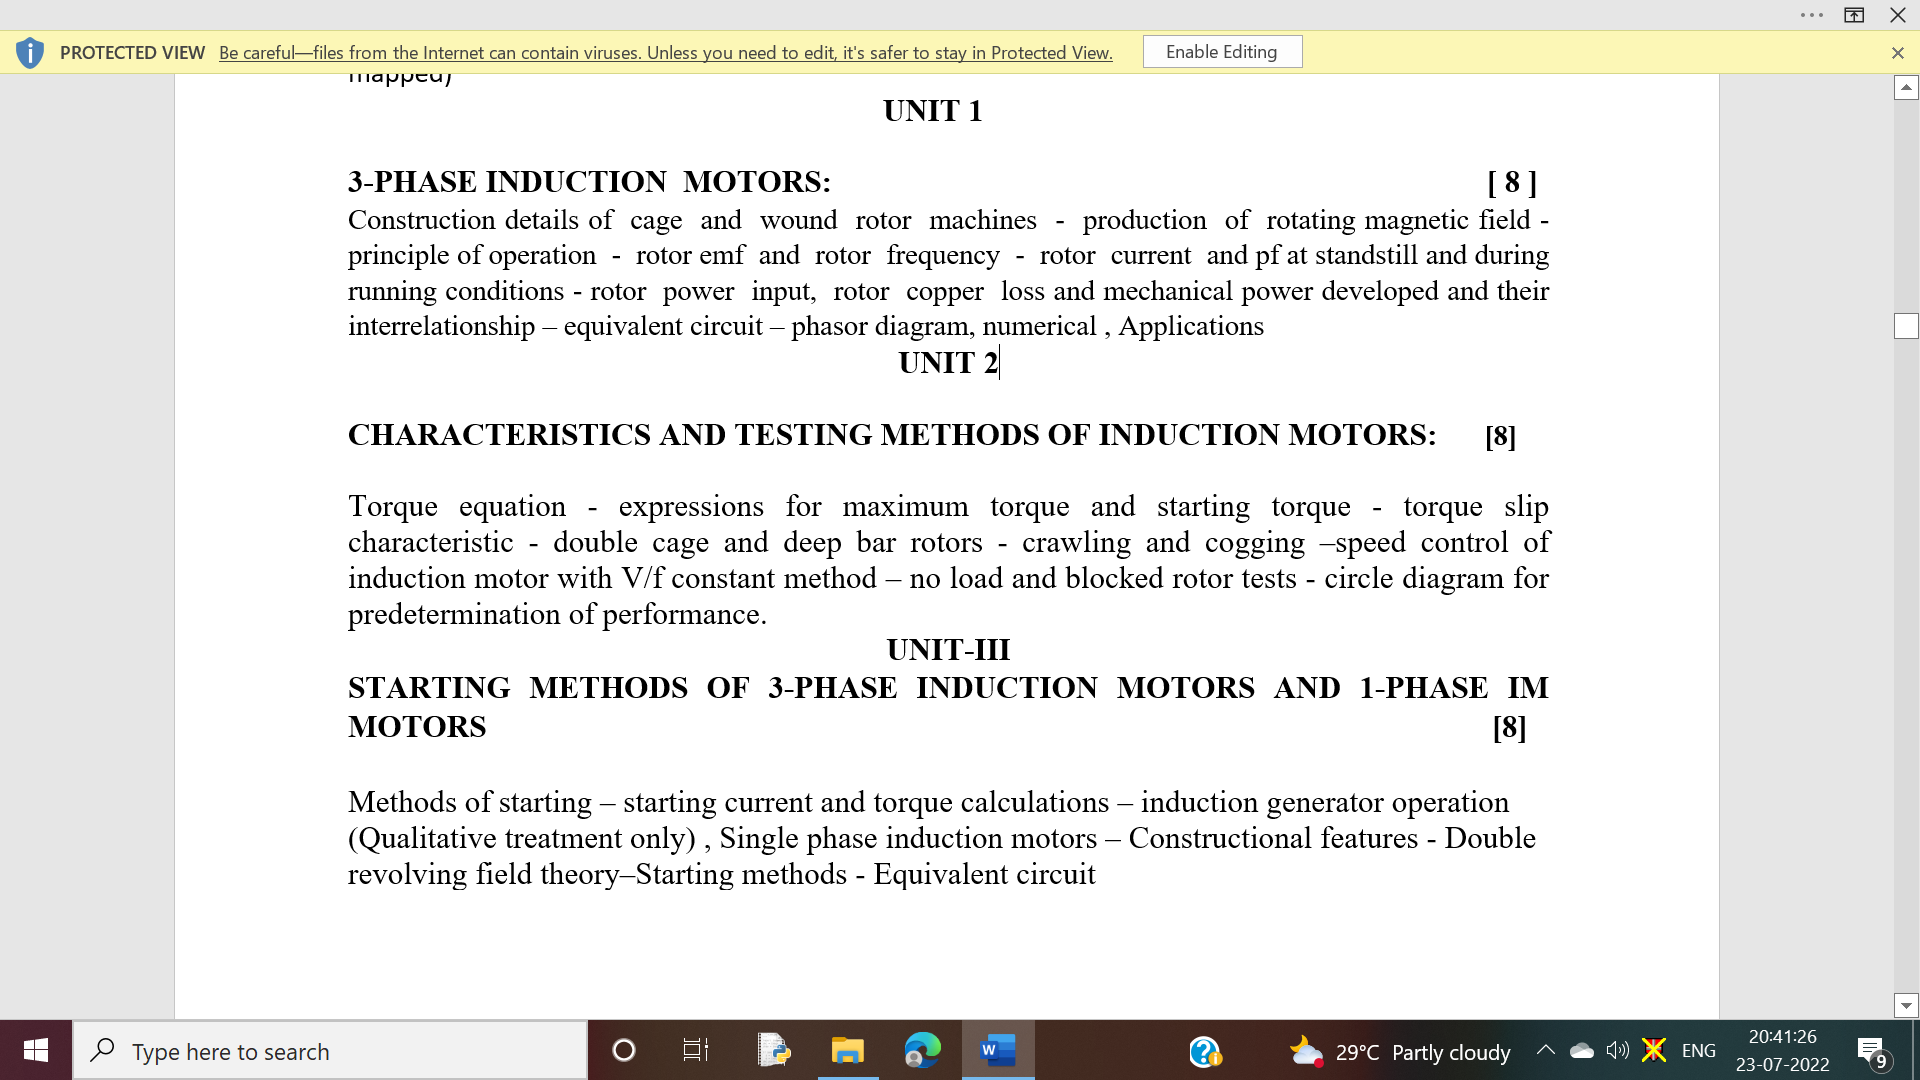 PROTECTED VIEW Be careful—files from the Internet can contain viruses. Unless you need to edit, it's safer to stay in Protected View. Enable Editing
mapped)
UNIT 1
3-PHASE INDUCTION MOTORS: [ 8 ]
Construction details of cage and wound rotor machines - production of rotating magnetic field -
principle of operation - rotor emf and rotor frequency - rotor current and pf at standstill and during
running conditions - rotor power input, rotor copper loss and mechanical power developed and their
interrelationship – equivalent circuit – phasor diagram, numerical , Applications
UNIT 2
CHARACTERISTICS AND TESTING METHODS OF INDUCTION MOTORS: [8]
Torque equation - expressions for maximum torque and starting torque - torque slip
characteristic - double cage and deep bar rotors - crawling and cogging –speed control of
induction motor with V/f constant method – no load and blocked rotor tests - circle diagram for
predetermination of performance.
UNIT-III
STARTING METHODS OF 3-PHASE INDUCTION MOTORS AND 1-PHASE IM
MOTORS [8]
Methods of starting – starting current and torque calculations – induction generator operation
(Qualitative treatment only) , Single phase induction motors – Constructional features - Double
revolving field theory–Starting methods - Equivalent circuit
Type here to search
29°C Partly cloudy
ENG
20:41:26
23-07-2022
9